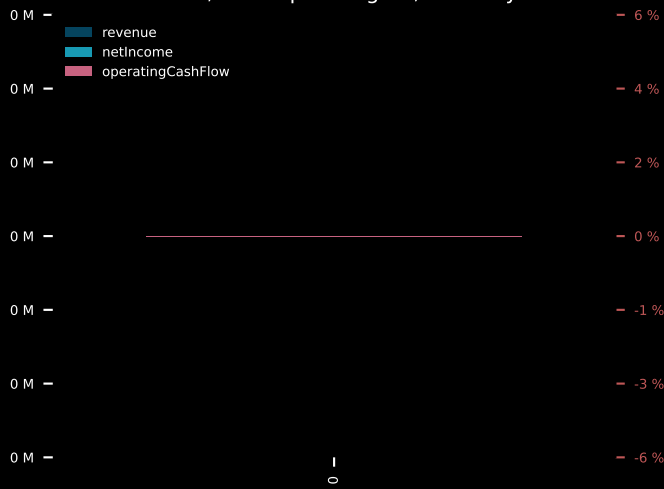 revenue
netIncome
operatingCashFlow
0 M
0 M
0 M
0 M
0 M
0 M
0 M
6 %
4 %
2 %
0 %
-1 %
-3 %
-6 %
0